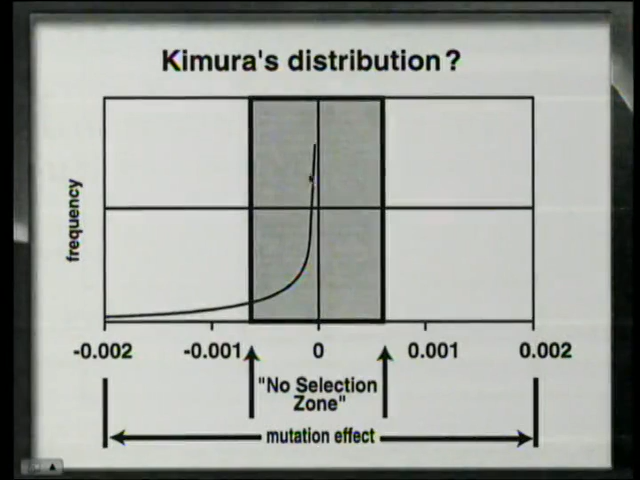 Kimura's distribution ?
frequency
-0.002 -0.001 0 0.001 0.002
"No Selection
Zone"
mutation effect